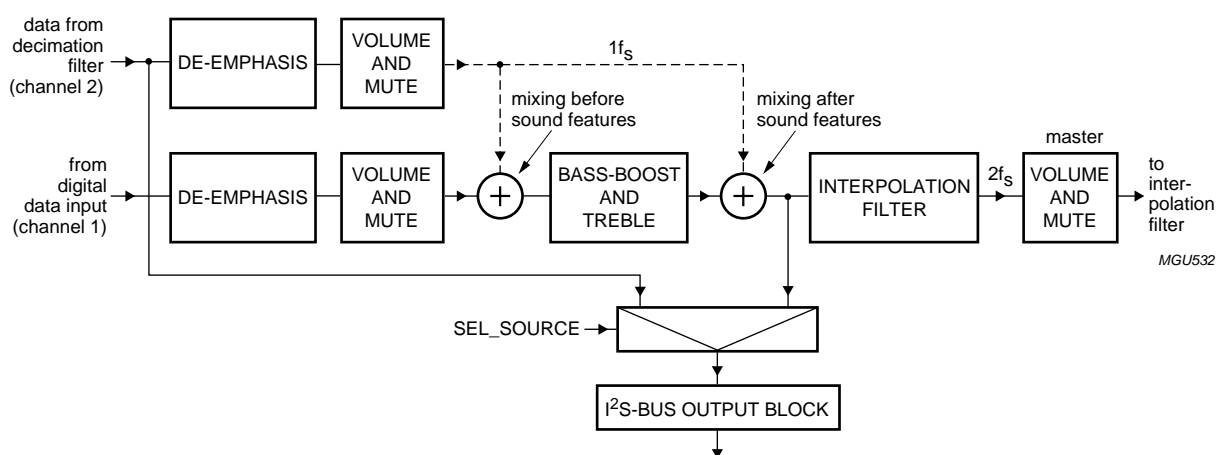 data from
decimation
filter
(channel 2)
DE-EMPHASIS
VOLUME
AND
MUTE
1fs
mixing before
sound features
mixing after
sound features
from
digital
data input
(channel 1)
DE-EMPHASIS
VOLUME
AND
MUTE
+
BASS-BOOST
AND
TREBLE
+
INTERPOLATION
FILTER
2fs
master
VOLUME
AND
MUTE
to
inter-
polation
filter
MGU532
SEL_SOURCE
I²S-BUS OUTPUT BLOCK